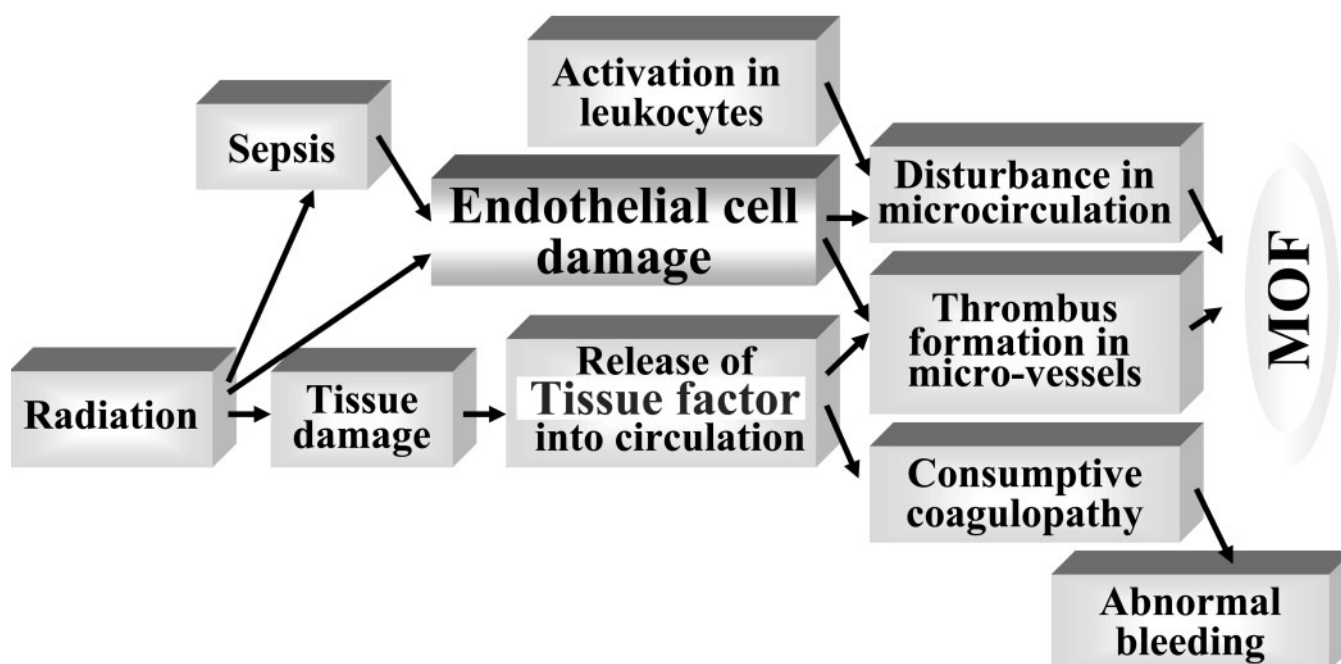 Activation in
leukocytes
Sepsis
Disturbance in
microcirculation
Endothelial cell
damage
MOF
Thrombus
formation in
micro-vessels
Release of
Tissue factor
into circulation
Radiation
Tissue
damage
Consumptive
coagulopathy
Abnormal
bleeding